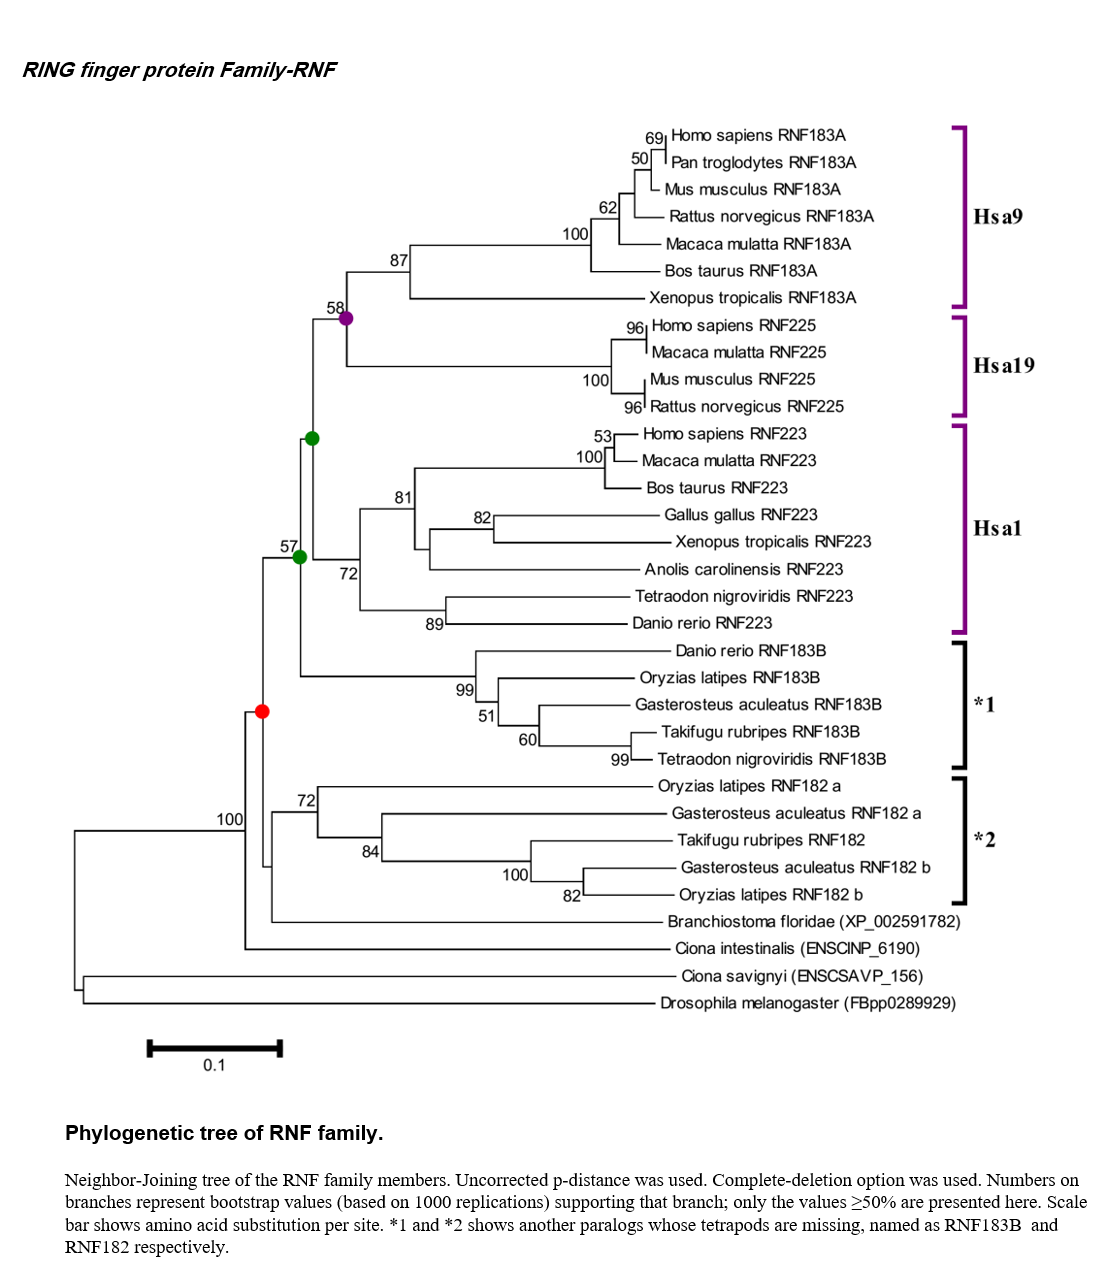 RING finger protein Family-RNF
69 Homo sapiens RNF183A
Pan troglodytes RNF183A
50
Mus musculus RNF183A
62
Rattus norvegicus RNF183A
Hsa9
100
Macaca mulatta RNF183A
87
Bos taurus RNF183A
Xenopus tropicalis RNF183A
58
96 Homo sapiens RNF225
Macaca mulatta RNF225
Hsa19
100
Mus musculus RNF225
96 Rattus norvegicus RNF225
53
Homo sapiens RNF223
100
Macaca mulatta RNF223
81
Bos taurus RNF223
82
Gallus gallus RNF223
Hsa1
Xenopus tropicalis RNF223
57
72
Anolis carolinensis RNF223
Tetraodon nigroviridis RNF223
89
Danio rerio RNF223
Danio rerio RNF183B
99
Oryzias latipes RNF183B
51
Gasterosteus aculeatus RNF183B
*1
60
Takifugu rubripes RNF183B
99
Tetraodon nigroviridis RNF183B
72
Oryzias latipes RNF182 a
100
Gasterosteus aculeatus RNF182 a
84
Takifugu rubripes RNF182
*2
100
Gasterosteus aculeatus RNF182 b
82
Oryzias latipes RNF182 b
Branchiostoma floridae (XP_002591782)
Ciona intestinalis (ENSCINP_6190)
Ciona savignyi (ENSCSAVP_156)
Drosophila melanogaster (FBpp0289929)
0.1
Phylogenetic tree of RNF family.
Neighbor-Joining tree of the RNF family members. Uncorrected p-distance was used. Complete-deletion option was used. Numbers on
branches represent bootstrap values (based on 1000 replications) supporting that branch; only the values ≥50% are presented here. Scale
bar shows amino acid substitution per site. *1 and *2 shows another paralogs whose tetrapods are missing, named as RNF183B and
RNF182 respectively.